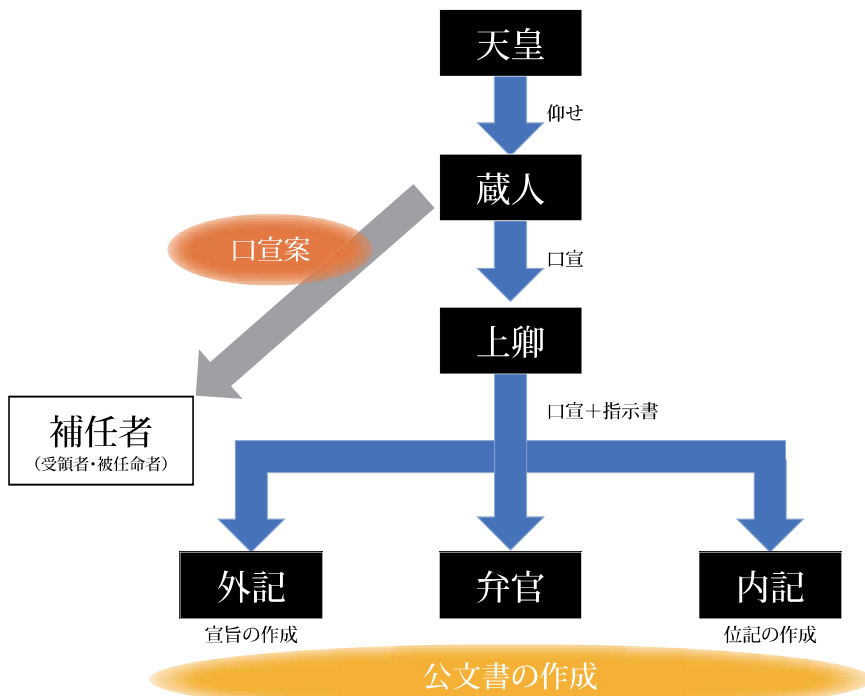 天皇
仰せ
蔵人
口宣案
口宣
上卿
口宣＋指示書
補任者
（受領者・被任命者）
外記
弁官
内記
宣旨の作成
位記の作成
公文書の作成